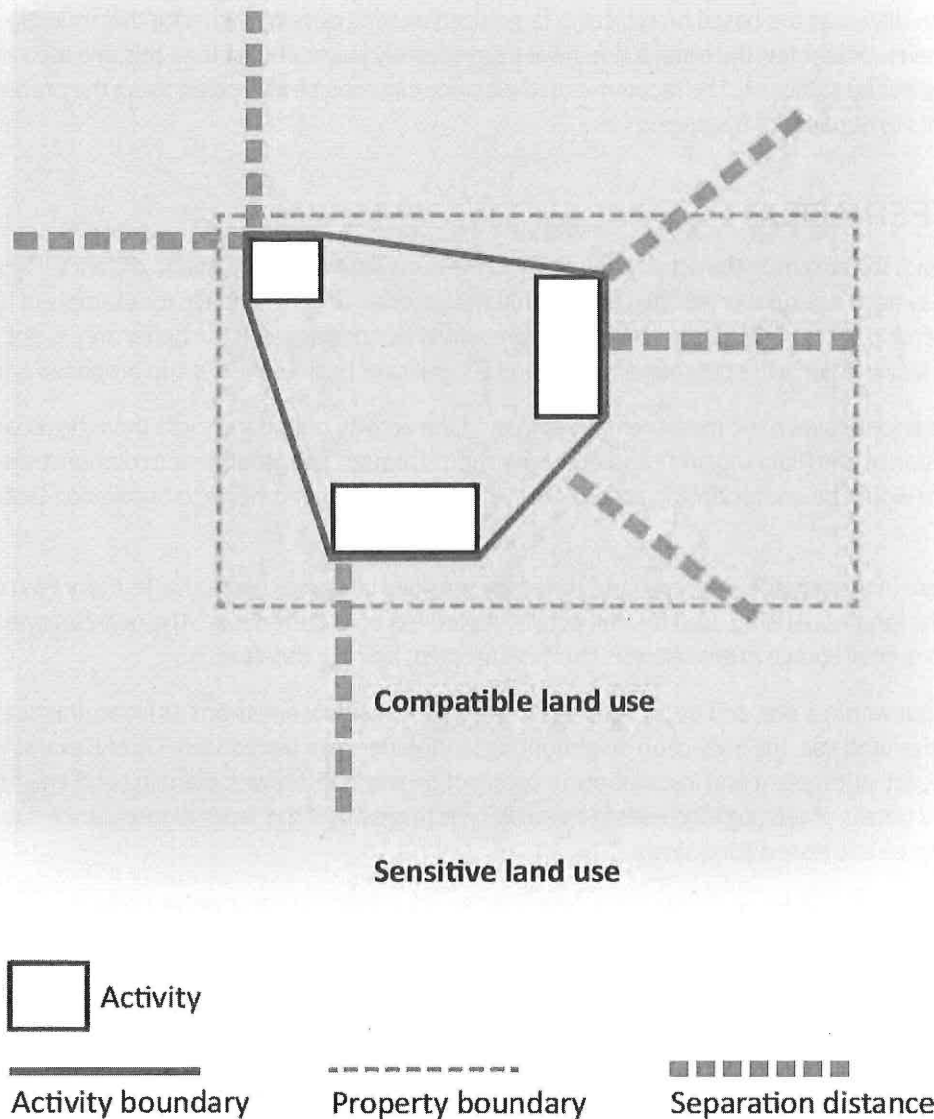 Compatible land use
Sensitive land use
Activity
Activity boundary
Property boundary
Separation distance